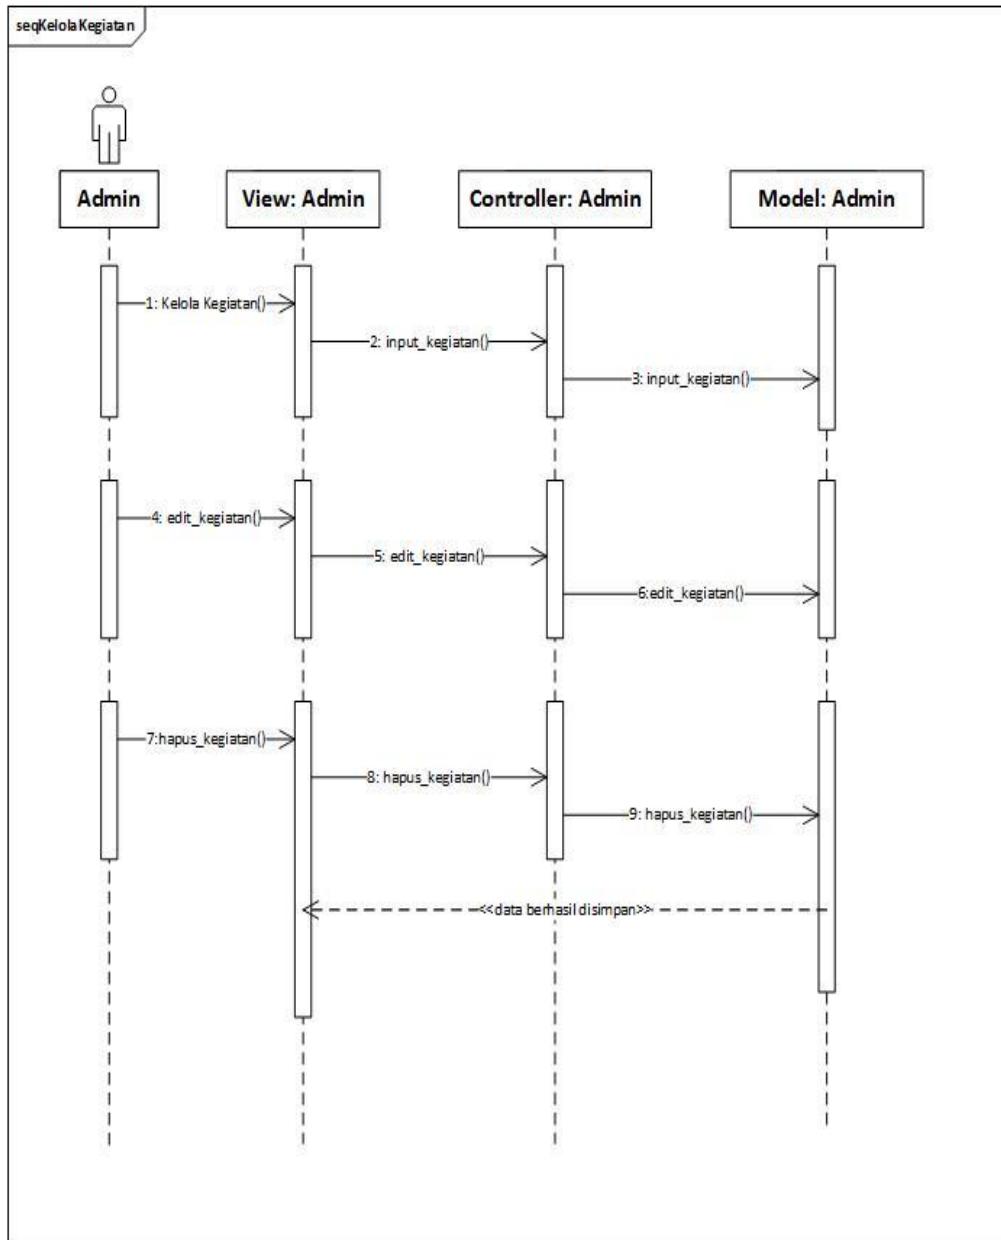 seqKelolaKegiatan
Admin
View: Admin
Controller: Admin
Model: Admin
1: Kelola Kegiatan()
2: input_kegiatan()
3: input_kegiatan()
4: edit_kegiatan()
5: edit_kegiatan()
6:edit_kegiatan()
7:hapus_kegiatan()
8: hapus_kegiatan()
9: hapus_kegiatan()
<<data berhasil disimpan>>